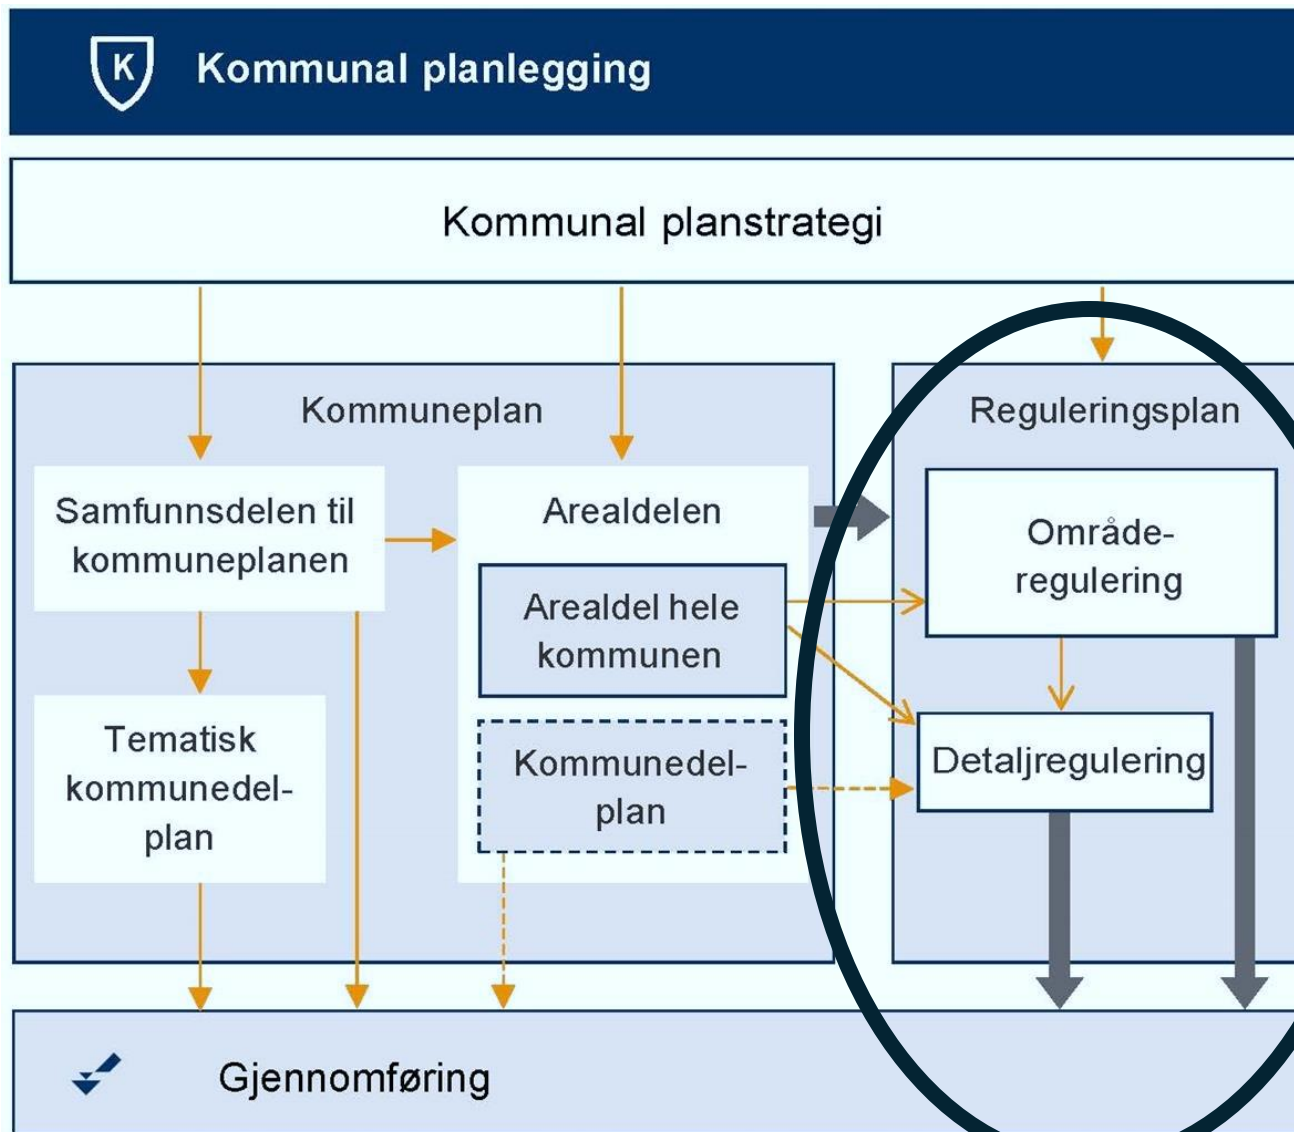 K
Kommunal planlegging
Kommunal planstrategi
Kommuneplan
Samfunnsdelen til
kommuneplanen
Tematisk
kommunedel-
plan
Arealdelen
Arealdel hele
kommunen
Kommunedel-
plan
Reguleringsplan
Område-
regulering
Detaljregulering
Gjennomføring